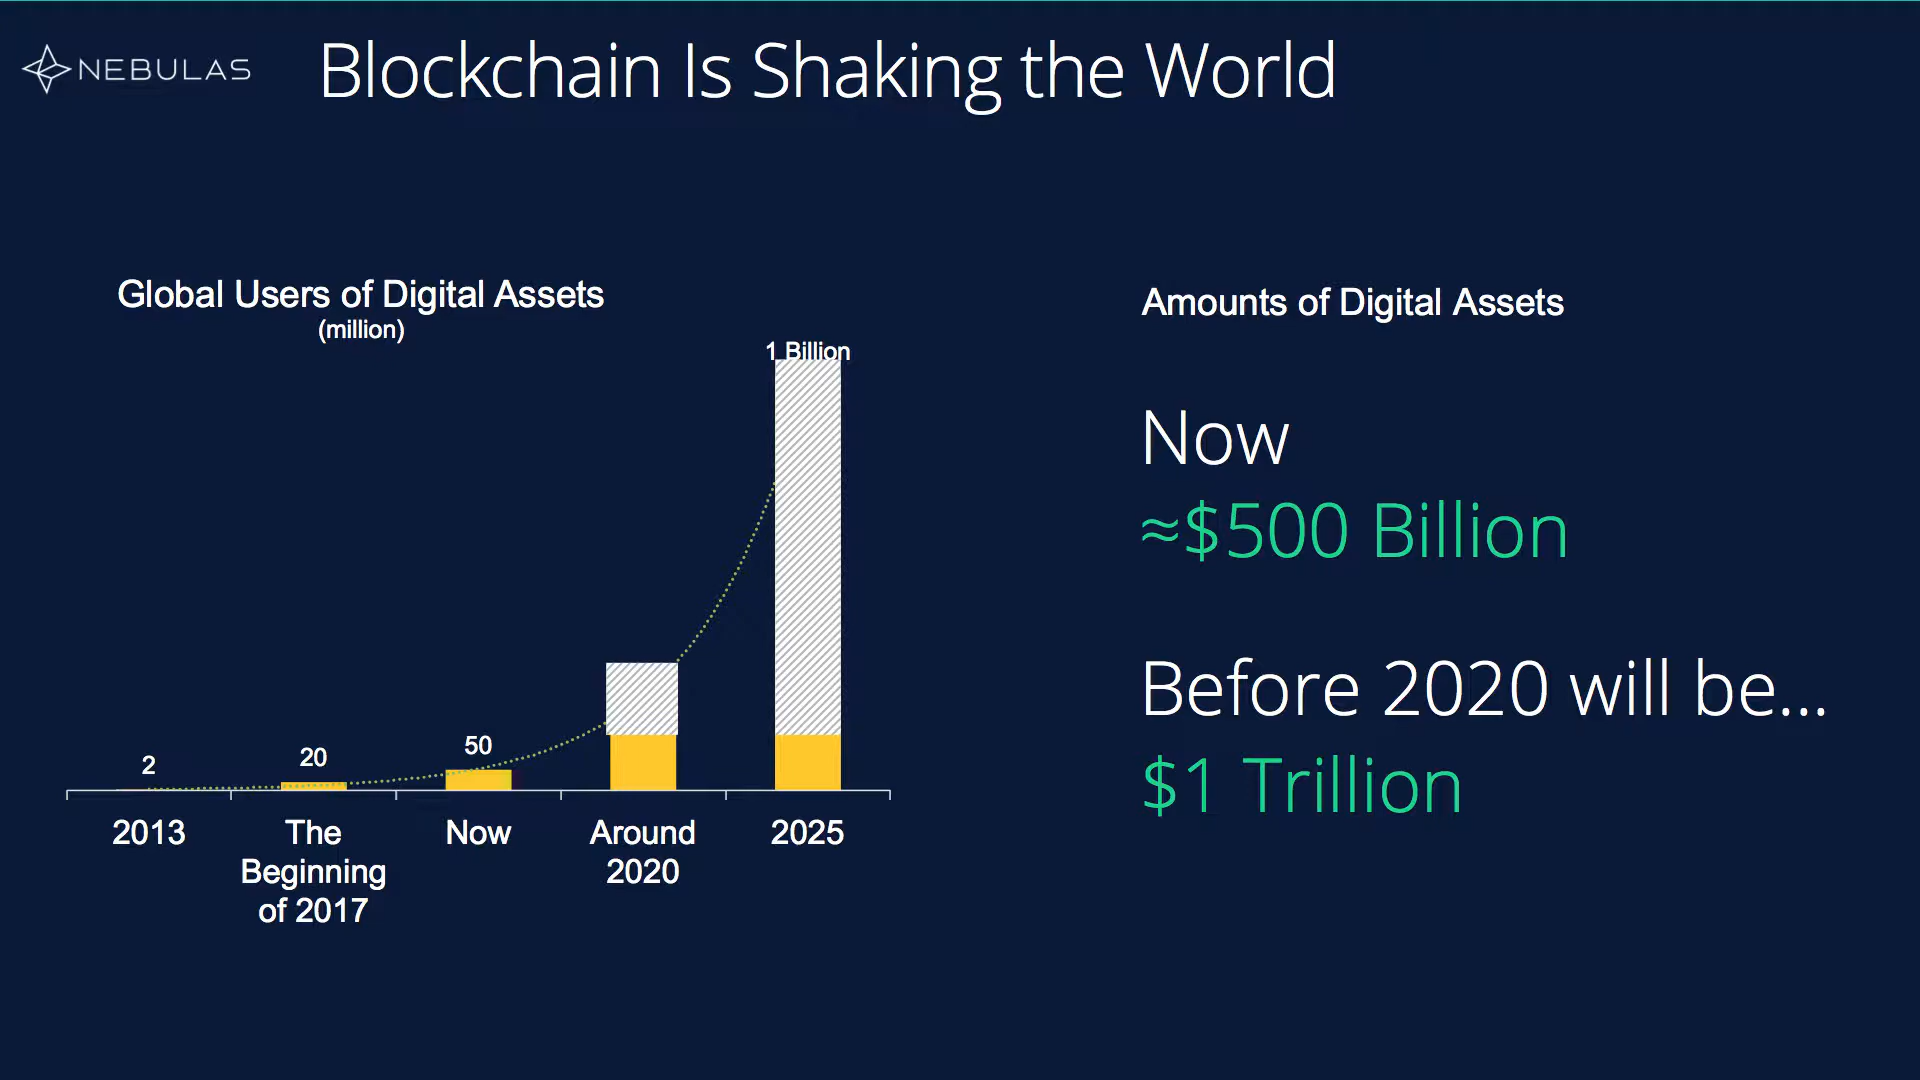 NEBULAS
Blockchain Is Shaking the World
Global Users of Digital Assets
(million)
1 Billion
50
20
2
2013
The
Beginning
of 2017
Now
Around
2020
2025
Amounts of Digital Assets
Now
≈$500 Billion
Before 2020 will be...
$1 Trillion